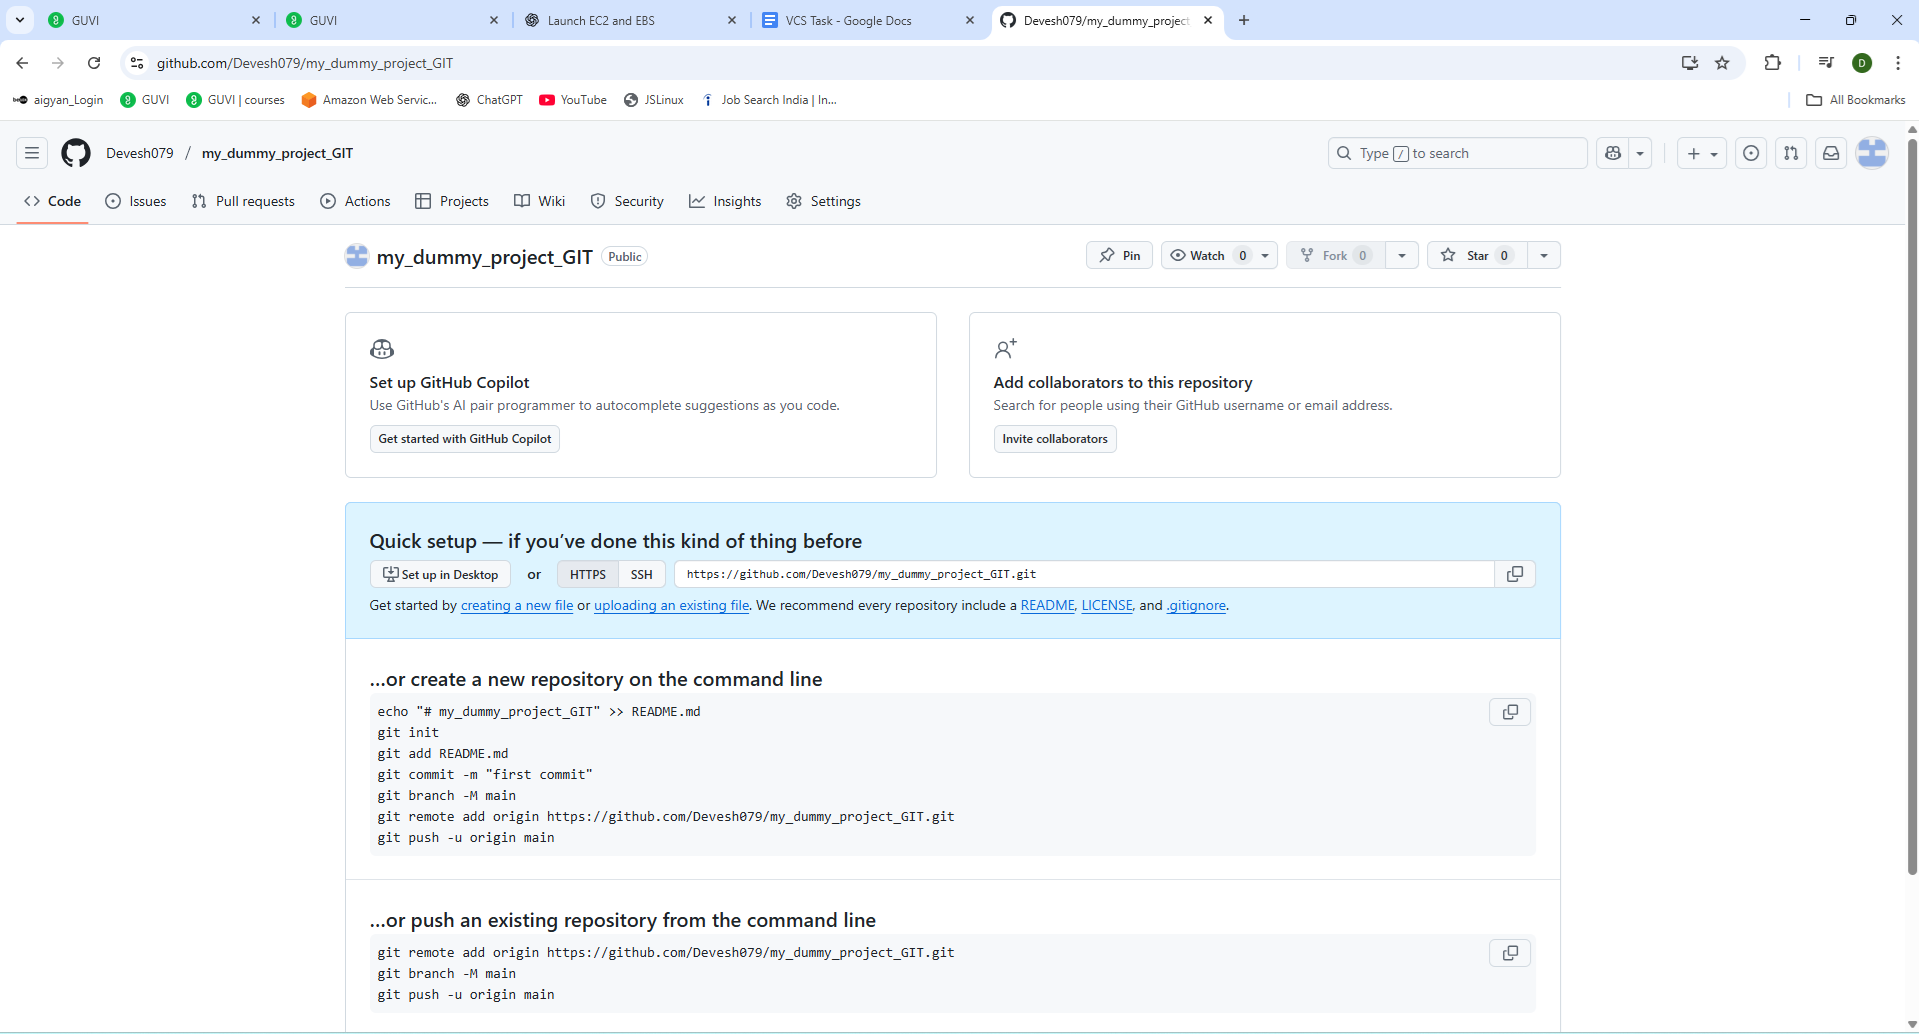 GUVI
GUVI
Launch EC2 and EBS
VCS Task - Google Docs
Devesh079/my_dummy_project
github.com/Devesh079/my_dummy_project_GIT
D
aigyan_Login
GUVI
GUVI | courses
Amazon Web Servic...
ChatGPT
YouTube
JSLinux
Job Search India | In...
All Bookmarks
Devesh079 / my_dummy_project_GIT
Type / to search
Code
Issues
Pull requests
Actions
Projects
Wiki
Security
Insights
Settings
my_dummy_project_GIT
Public
Pin
Watch 0
Fork 0
Star 0
Set up GitHub Copilot
Use GitHub's AI pair programmer to autocomplete suggestions as you code.
Get started with GitHub Copilot
Add collaborators to this repository
Search for people using their GitHub username or email address.
Invite collaborators
Quick setup — if you’ve done this kind of thing before
Set up in Desktop or HTTPS SSH https://github.com/Devesh079/my_dummy_project_GIT.git
Get started by creating a new file or uploading an existing file. We recommend every repository include a README, LICENSE, and .gitignore.
…or create a new repository on the command line
echo "# my_dummy_project_GIT" >> README.md
git init
git add README.md
git commit -m "first commit"
git branch -M main
git remote add origin https://github.com/Devesh079/my_dummy_project_GIT.git
git push -u origin main
…or push an existing repository from the command line
git remote add origin https://github.com/Devesh079/my_dummy_project_GIT.git
git branch -M main
git push -u origin main